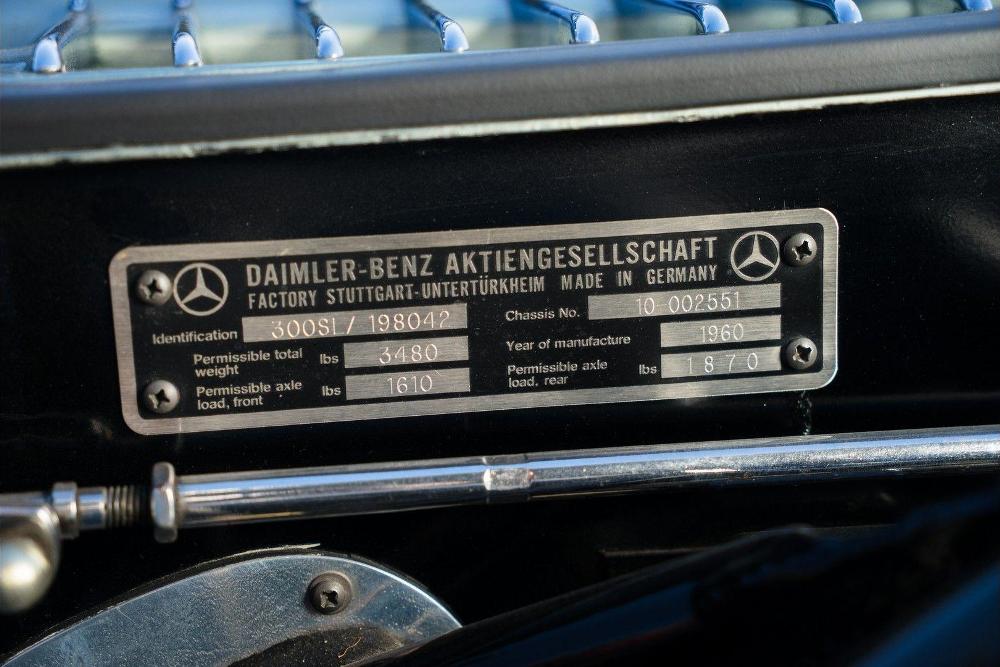 DAIMLER-BENZ AKTIENGESELLSCHAFT
FACTORY STUTTGART-UNTERTÜRKHEIM MADE IN GERMANY
Identification 300SL/ 198042
Permissible total weight lbs 3480
Permissible axle load, front lbs 1610
Chassis No. 10 002551
Year of manufacture 1960
Permissible axle load, rear lbs 1870